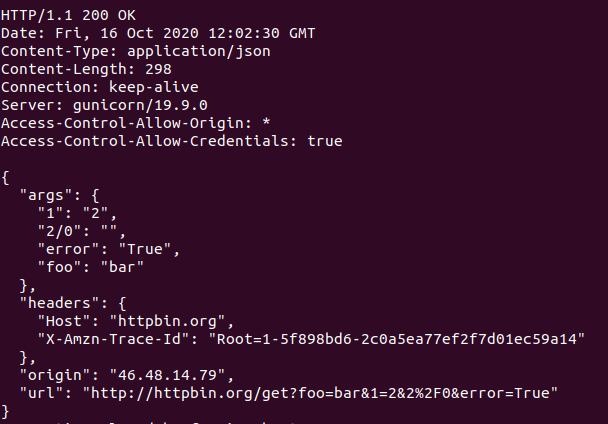 HTTP/1.1 200 OK
Date: Fri, 16 Oct 2020 12:02:30 GMT
Content-Type: application/json
Content-Length: 298
Connection: keep-alive
Server: gunicorn/19.9.0
Access-Control-Allow-Origin: *
Access-Control-Allow-Credentials: true

{
  "args": {
    "1": "2",
    "2/0": "",
    "error": "True",
    "foo": "bar"
  },
  "headers": {
    "Host": "httpbin.org",
    "X-Amzn-Trace-Id": "Root=1-5f898bd6-2c0a5ea77ef2f7d01ec59a14"
  },
  "origin": "46.48.14.79",
  "url": "http://httpbin.org/get?foo=bar&1=2&2%2F0&error=True"
}